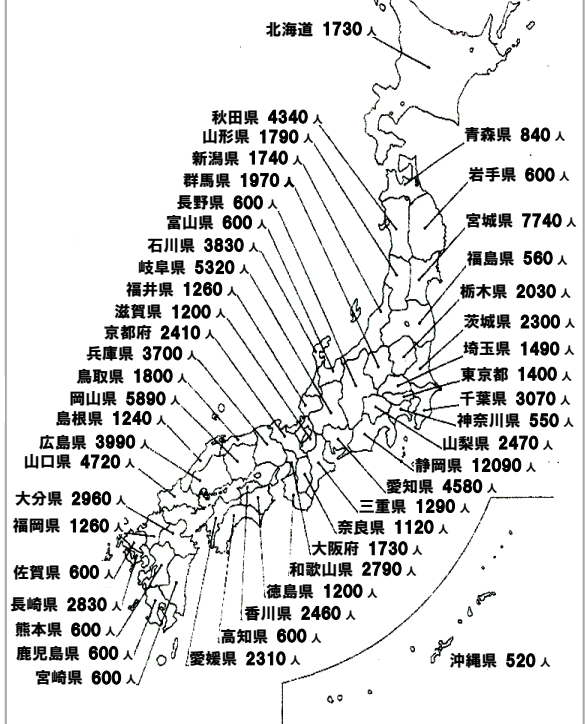 北海道 1730人
秋田県 4340人
山形県 1790人
新潟県 1740人
群馬県 1970人
長野県 600人
富山県 600人
石川県 3830人
岐阜県 5320人
福井県 1260人
滋賀県 1200人
京都府 2410人
兵庫県 3700人
鳥取県 1800人
岡山県 5890人
島根県 1240人
広島県 3990人
山口県 4720人
大分県 2960人
福岡県 1260人
佐賀県 600人
長崎県 2830人
熊本県 600人
鹿児島県 600人
宮崎県 600人
青森県 840人
岩手県 600人
宮城県 7740人
福島県 560人
栃木県 2030人
茨城県 2300人
埼玉県 1490人
東京都 1400人
千葉県 3070人
神奈川県 550人
山梨県 2470人
静岡県 12090人
愛知県 4580人
三重県 1290人
奈良県 1120人
大阪府 1730人
和歌山県 2790人
徳島県 1200人
香川県 2460人
高知県 600人
愛媛県 2310人
沖縄県 520人